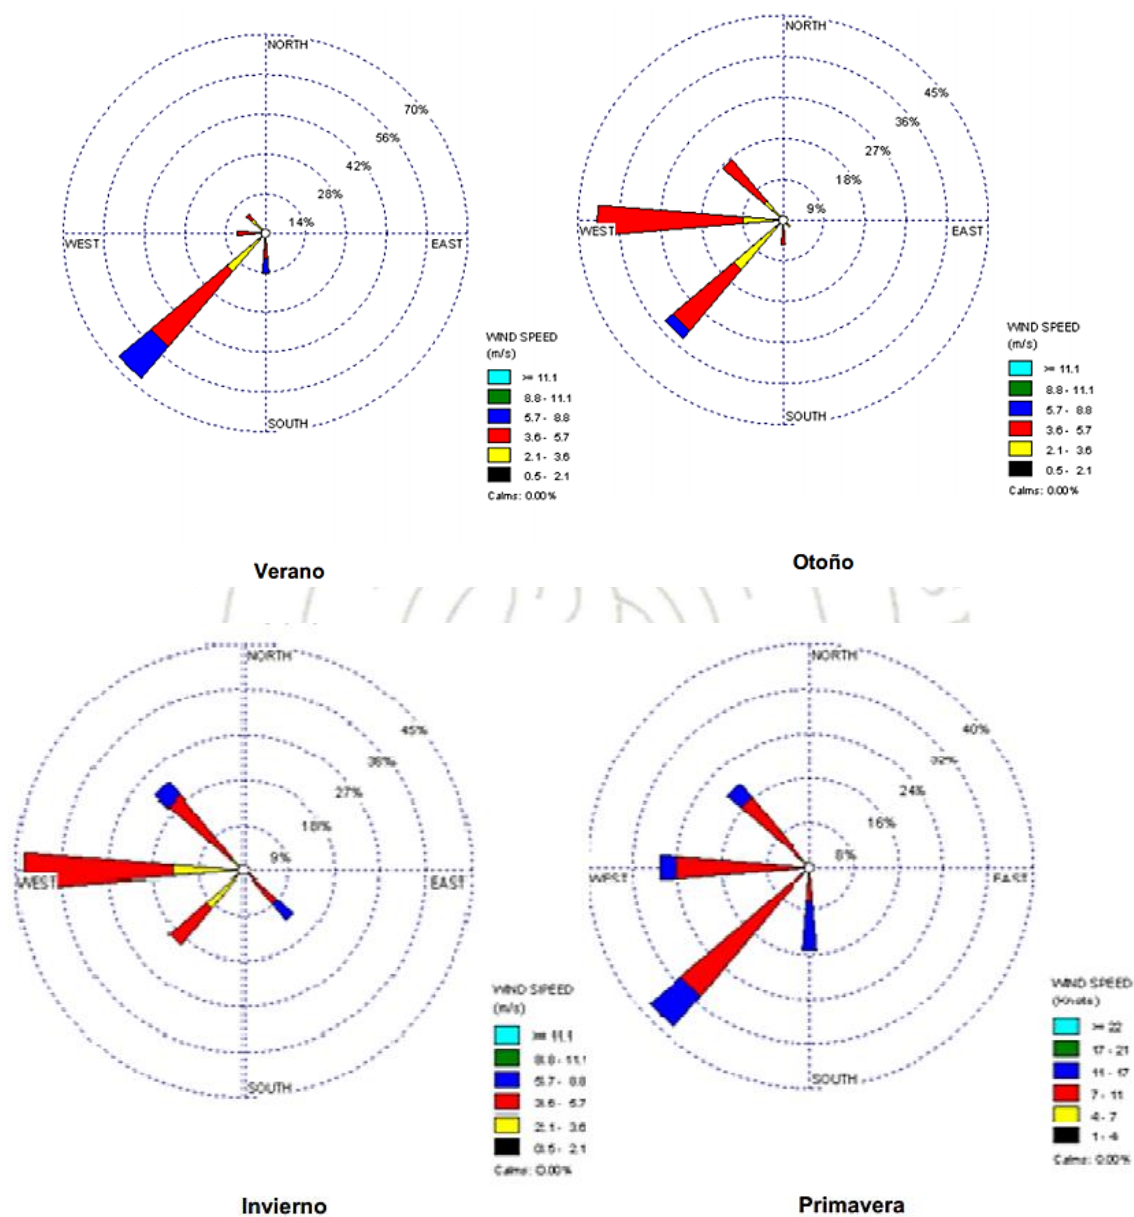 NORTH
70%
56%
42%
28%
14%
WEST
EAST
SOUTH
WIND SPEED
(m/s)
>= 11.1
8.8 - 11.1
5.7 - 8.8
3.6 - 5.7
2.1 - 3.6
0.5 - 2.1
Calms: 0.00%
Verano
NORTH
45%
36%
27%
18%
9%
WEST
EAST
SOUTH
WIND SPEED
(m/s)
>= 11.1
8.8 - 11.1
5.7 - 8.8
3.6 - 5.7
2.1 - 3.6
0.5 - 2.1
Calms: 0.00%
Otoño
NORTH
45%
36%
27%
18%
9%
WEST
EAST
SOUTH
WIND SPEED
(m/s)
>= 11.1
8.8 - 11.1
5.7 - 8.8
3.6 - 5.7
2.1 - 3.6
0.5 - 2.1
Calms: 0.00%
Invierno
NORTH
40%
32%
24%
16%
8%
WEST
EAST
SOUTH
WIND SPEED
(Knots)
>= 22
17 - 21
11 - 17
7 - 11
4 - 7
1 - 4
Calms: 0.00%
Primavera